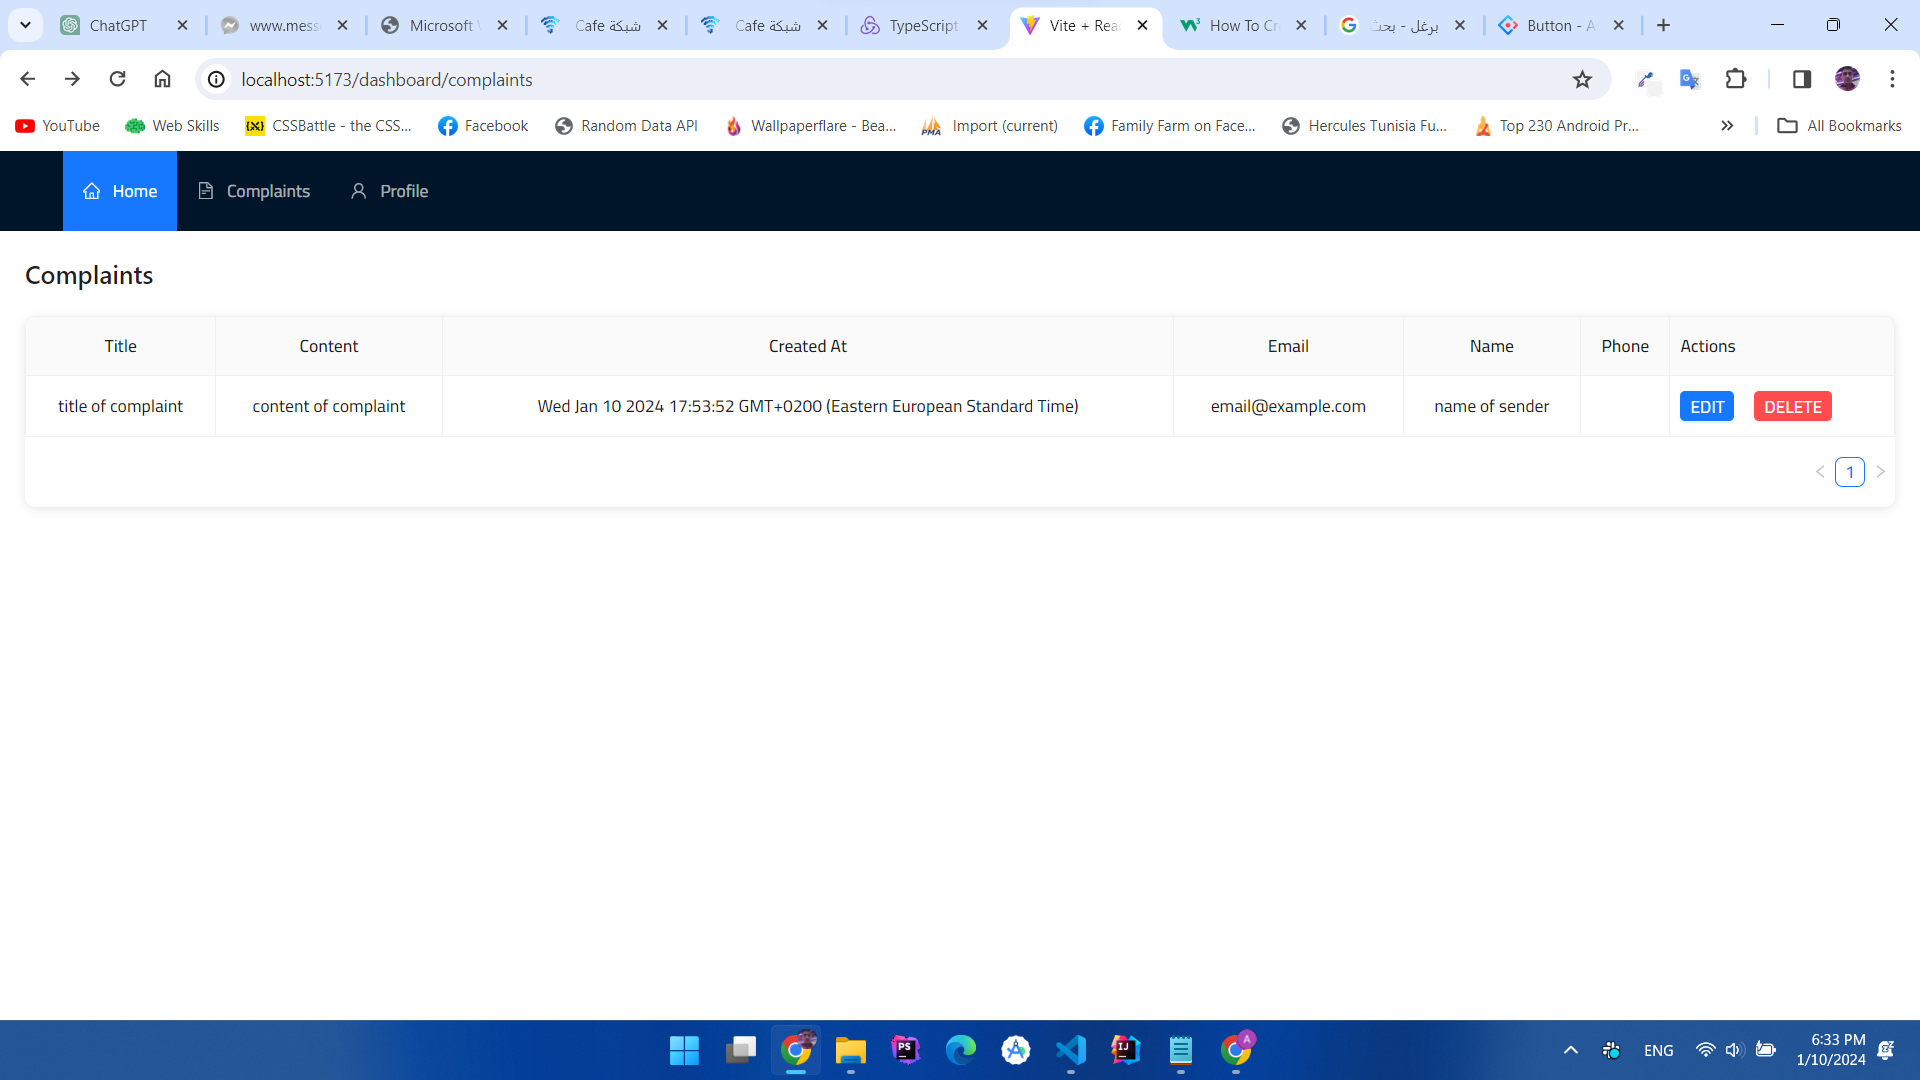 ChatGPT
www.mess
Microsoft
Cafe شبكة
Cafe شبكة
TypeScript
Vite + Rea
How To Cr
برغل - بحث
Button - A
localhost:5173/dashboard/complaints
YouTube
Web Skills
CSSBattle - the CSS...
Facebook
Random Data API
Wallpaperflare - Bea...
Import (current)
Family Farm on Face...
Hercules Tunisia Fu...
Top 230 Android Pr...
All Bookmarks
Home
Complaints
Profile
Complaints
Title
Content
Created At
Email
Name
Phone
Actions
title of complaint
content of complaint
Wed Jan 10 2024 17:53:52 GMT+0200 (Eastern European Standard Time)
email@example.com
name of sender
EDIT
DELETE
1
ENG
6:33 PM
1/10/2024